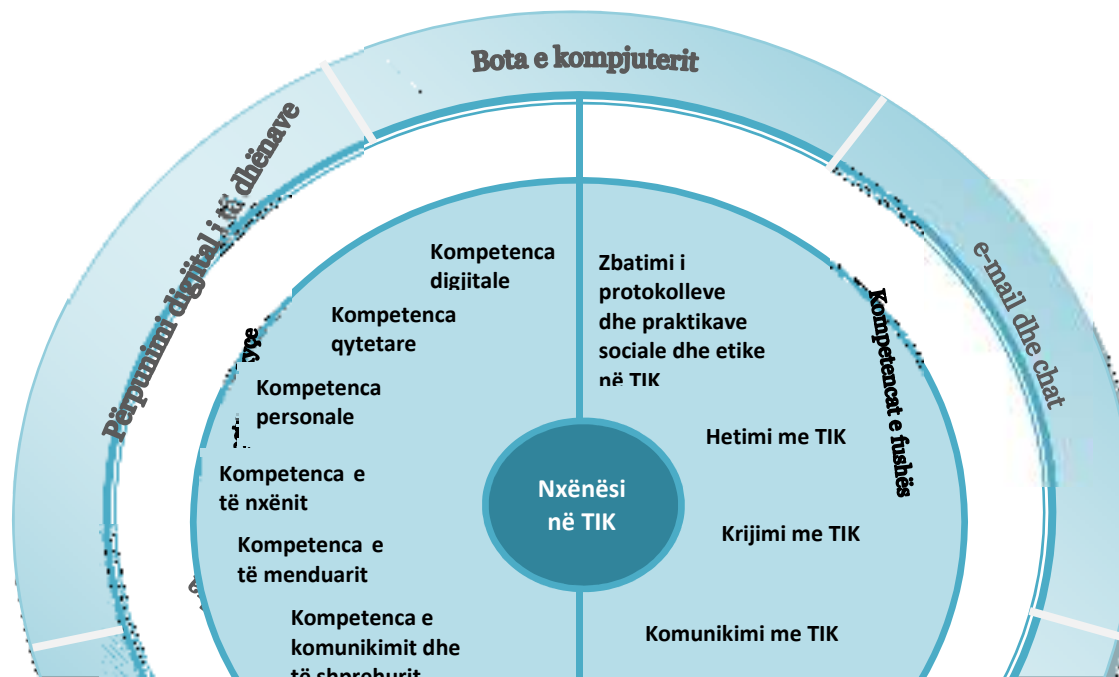 Bota e kompjuterit
Përpunimi digjital i të dhënave
e-mail dhe chat
Kompetenca
digjitale
Kompetenca
qytetare
Kompetenca
personale
Kompetenca e
të nxënit
Kompetenca e
të menduarit
Kompetenca e
komunikimit dhe
të shprehurit
Nxënësi
në TIK
Zbatimi i
protokolleve
dhe praktikave
sociale dhe etike
në TIK
Hetimi me TIK
Krijimi me TIK
Komunikimi me TIK
Kompetencat e fushës